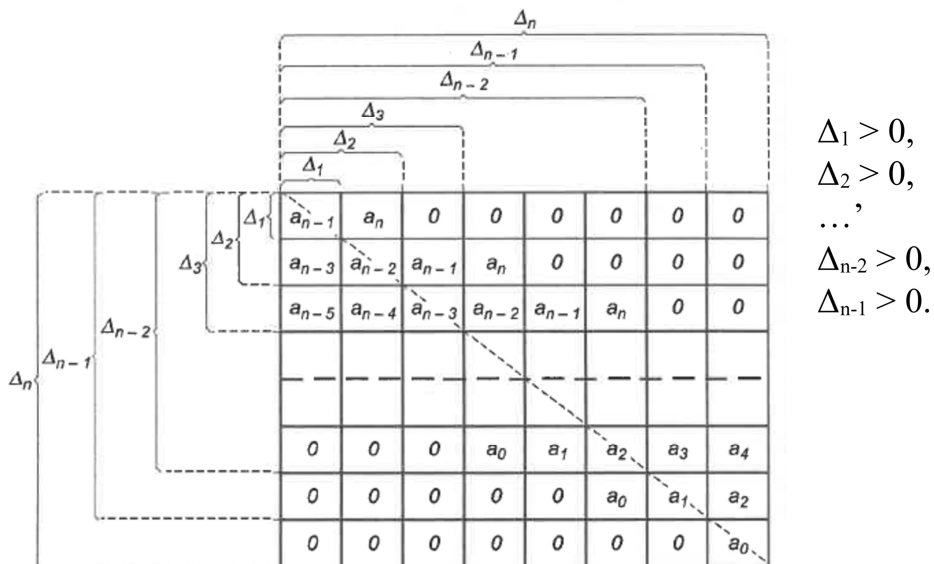 Δn
Δn – 1
Δn – 2
Δ3
Δ2
Δ1
Δ1 > 0,
Δ2 > 0,
…,
Δn-2 > 0,
Δn-1 > 0.
Δ1
Δ2
Δ3
Δn – 2
Δn – 1
Δn
an – 1 an 0 0 0 0 0 0
an – 3 an – 2 an – 1 an 0 0 0 0
an – 5 an – 4 an – 3 an – 2 an – 1 an 0 0
0 0 0 a0 a1 a2 a3 a4
0 0 0 0 0 a0 a1 a2
0 0 0 0 0 0 0 a0